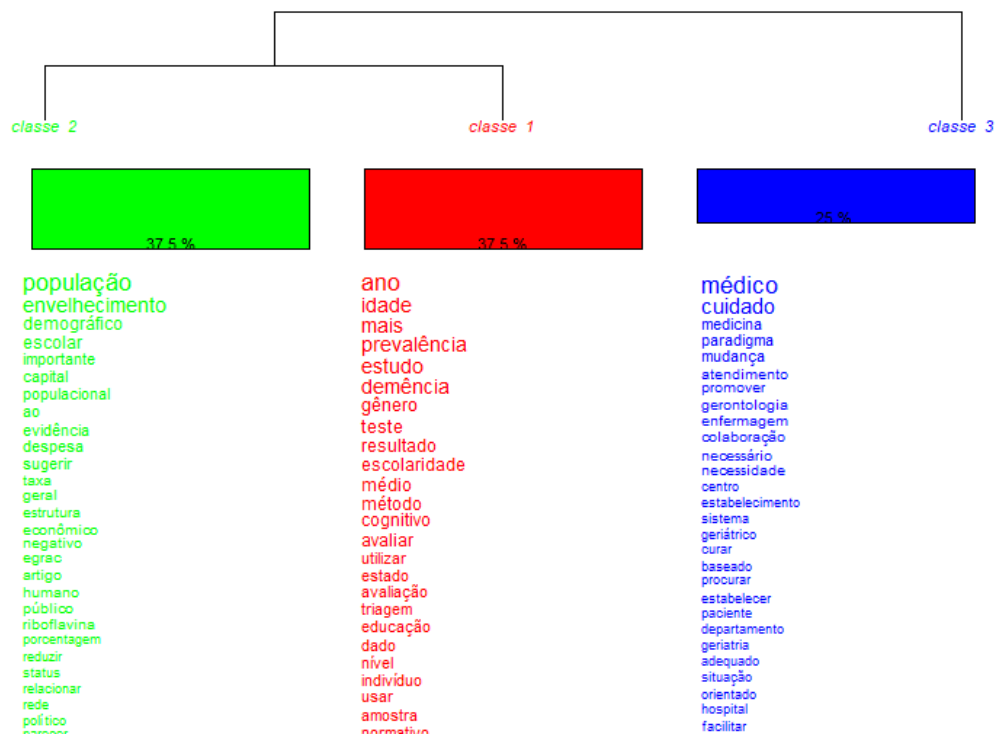 classe 2
classe 1
classe 3
37.5 %
37.5 %
25 %
população
envelhecimento
demográfico
escolar
importante
capital
populacional
ao
evidência
despesa
sugerir
taxa
geral
estrutura
econômico
negativo
egrac
artigo
humano
público
riboflavina
porcentagem
reduzir
status
relacionar
rede
político
parecer
ano
idade
mais
prevalência
estudo
demência
gênero
teste
resultado
escolaridade
médio
método
cognitivo
avaliar
utilizar
estado
avaliação
triagem
educação
dado
nível
indivíduo
usar
amostra
normativo
médico
cuidado
medicina
paradigma
mudança
atendimento
promover
gerontologia
enfermagem
colaboração
necessário
necessidade
centro
estabelecimento
sistema
geriátrico
curar
baseado
procurar
estabelecer
paciente
departamento
geriatria
adequado
situação
orientado
hospital
facilitar